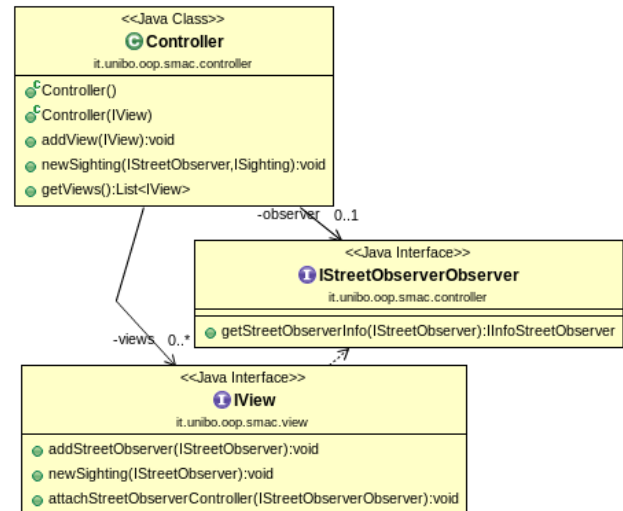 <<Java Class>>
C Controller
it.unibo.oop.smac.controller
c Controller()
c Controller(IView)
addView(IView):void
newSighting(IStreetObserver,ISighting):void
getViews():List<IView>
-observer 0..1
<<Java Interface>>
I IStreetObserverObserver
it.unibo.oop.smac.controller
getStreetObserverInfo(IStreetObserver):IInfoStreetObserver
-views 0..*
<<Java Interface>>
I IView
it.unibo.oop.smac.view
addStreetObserver(IStreetObserver):void
newSighting(IStreetObserver):void
attachStreetObserverController(IStreetObserverObserver):void